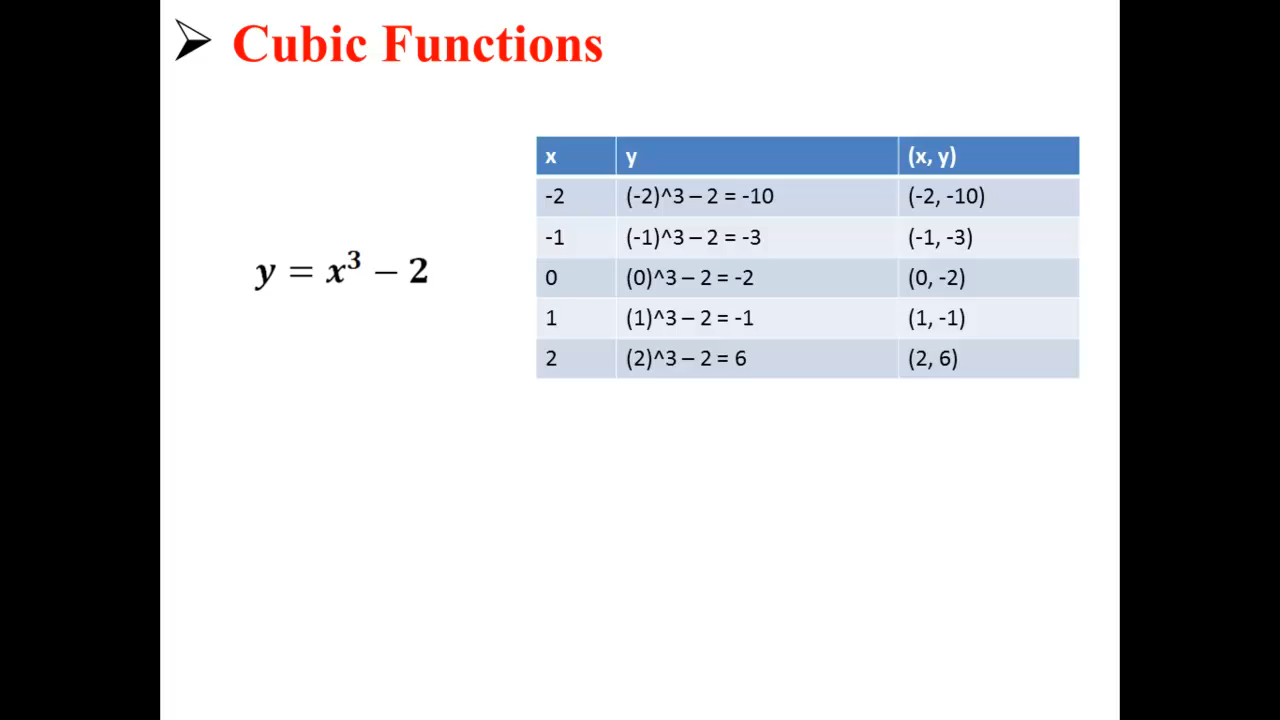 Cubic Functions
y = x³ – 2
x y (x, y)
-2 (-2)^3 – 2 = -10 (-2, -10)
-1 (-1)^3 – 2 = -3 (-1, -3)
0 (0)^3 – 2 = -2 (0, -2)
1 (1)^3 – 2 = -1 (1, -1)
2 (2)^3 – 2 = 6 (2, 6)